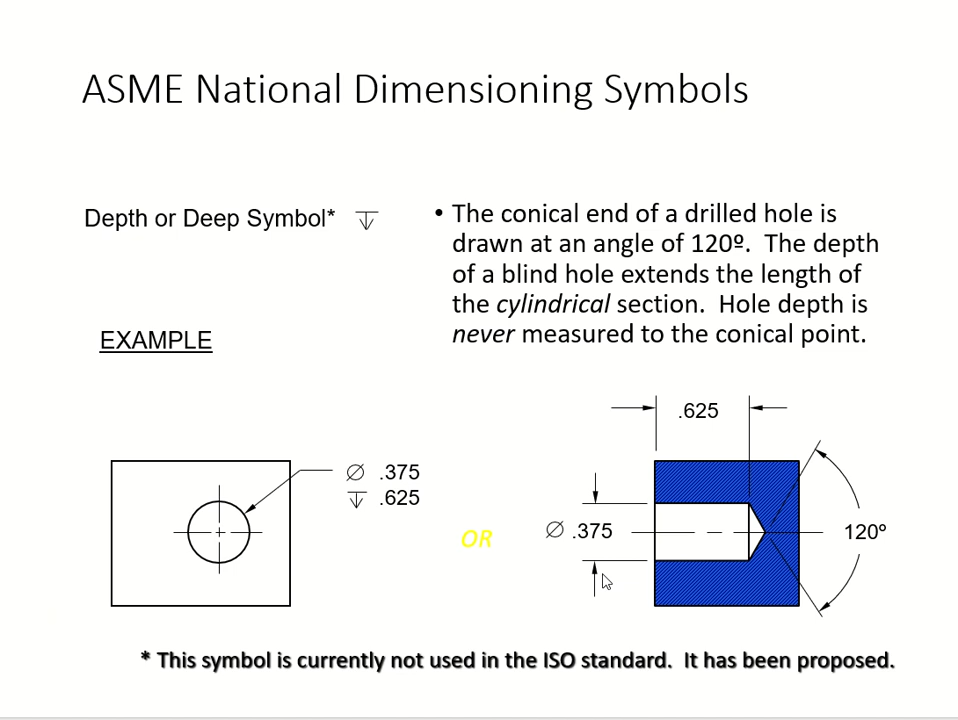 ASME National Dimensioning Symbols
Depth or Deep Symbol* ↧
• The conical end of a drilled hole is
drawn at an angle of 120º. The depth
of a blind hole extends the length of
the cylindrical section. Hole depth is
never measured to the conical point.
EXAMPLE
∅ .375
↧ .625
OR
.625
∅ .375
120º
* This symbol is currently not used in the ISO standard. It has been proposed.